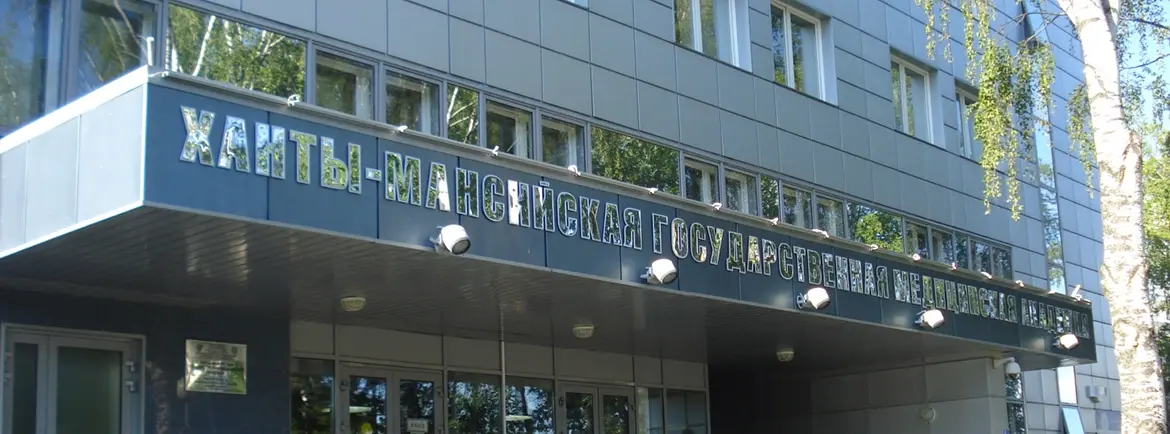 ХАНТЫ-МАНСИЙСКАЯ ГОСУДАРСТВЕННАЯ МЕДИЦИНСКАЯ АКАДЕМИЯ